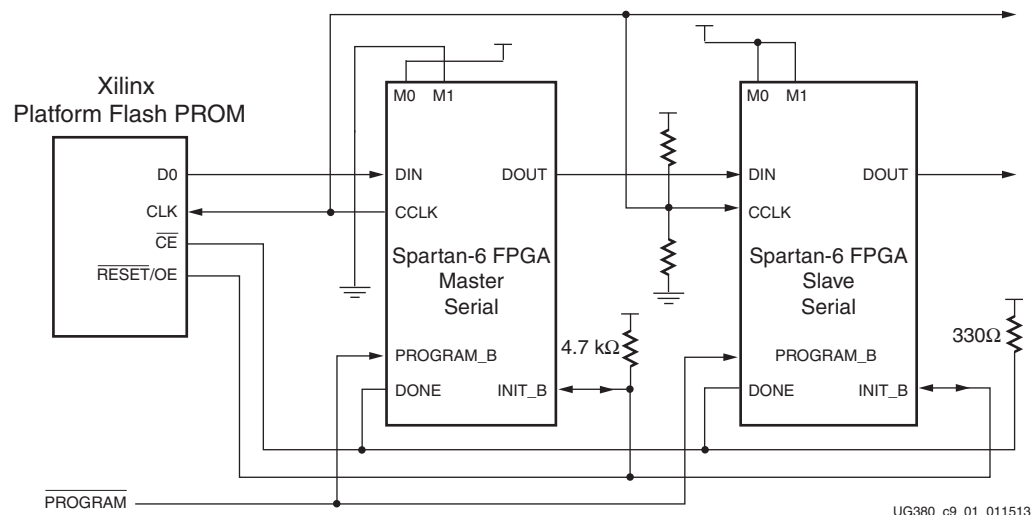 Xilinx
Platform Flash PROM
D0
CLK
CE
RESET/OE
M0 M1
DIN DOUT
CCLK
Spartan-6 FPGA
Master
Serial
PROGRAM_B
DONE INIT_B
4.7 kΩ
M0 M1
DIN DOUT
CCLK
Spartan-6 FPGA
Slave
Serial
PROGRAM_B
DONE INIT_B
330Ω
PROGRAM
UG380_c9_01_011513